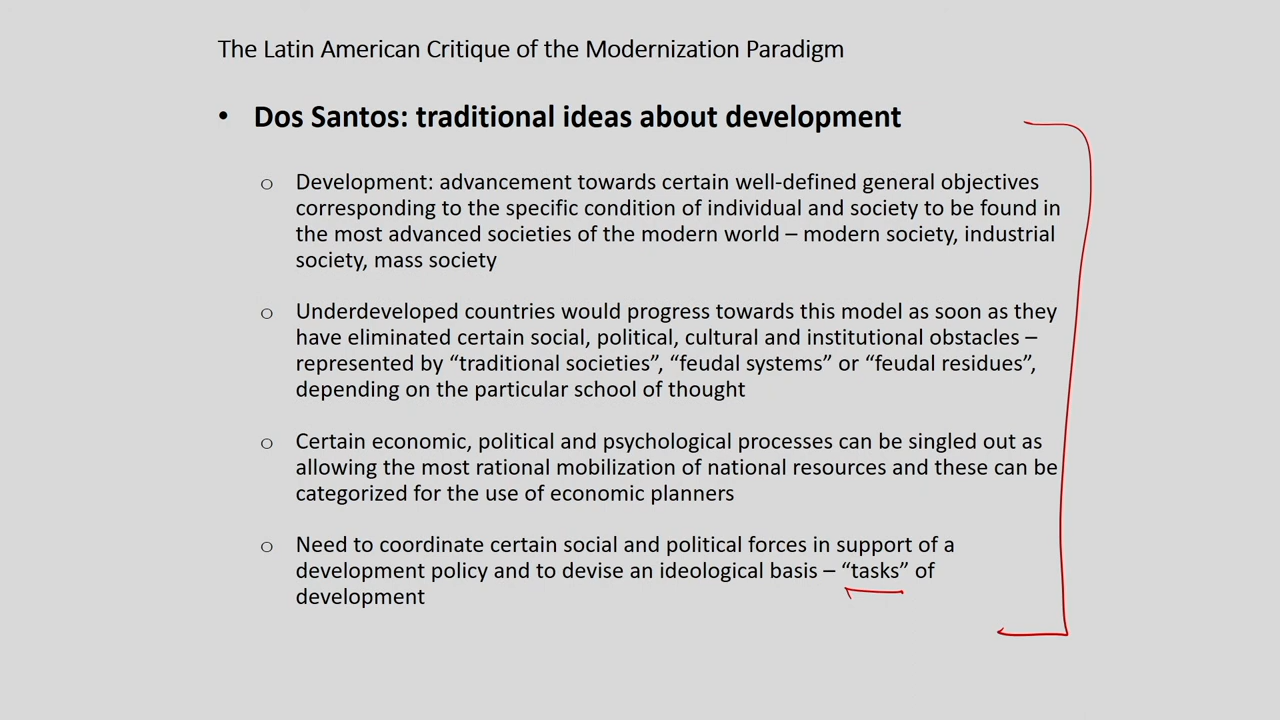 The Latin American Critique of the Modernization Paradigm
• Dos Santos: traditional ideas about development
o Development: advancement towards certain well-defined general objectives
corresponding to the specific condition of individual and society to be found in
the most advanced societies of the modern world – modern society, industrial
society, mass society
o Underdeveloped countries would progress towards this model as soon as they
have eliminated certain social, political, cultural and institutional obstacles –
represented by “traditional societies”, “feudal systems” or “feudal residues”,
depending on the particular school of thought
o Certain economic, political and psychological processes can be singled out as
allowing the most rational mobilization of national resources and these can be
categorized for the use of economic planners
o Need to coordinate certain social and political forces in support of a
development policy and to devise an ideological basis – “tasks” of
development